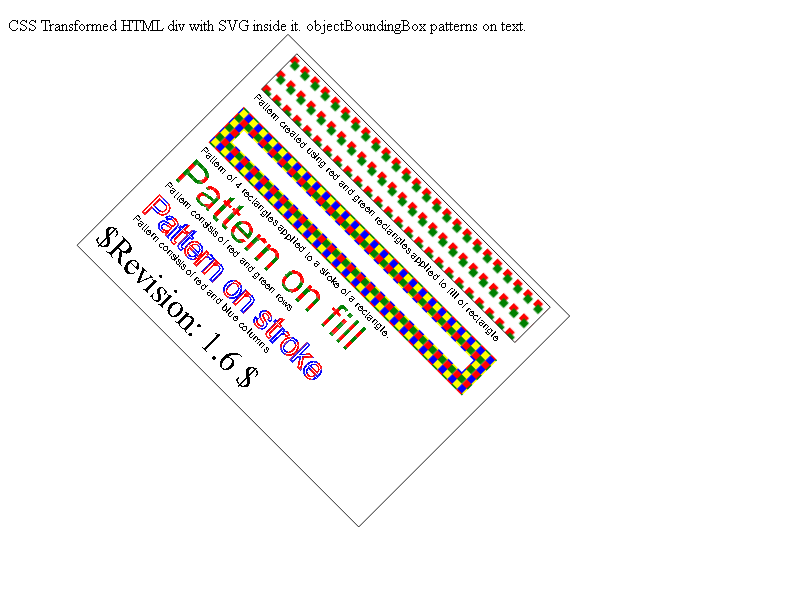 CSS Transformed HTML div with SVG inside it. objectBoundingBox patterns on text.
Pattern created using red and green rectangles applied to fill of rectangle
Pattern of 4 rectangles applied to a stroke of a rectangle.
Pattern on fill
Pattern consists of red and green rows
Pattern on stroke
Pattern consists of red and blue columns
$Revision: 1.6 $